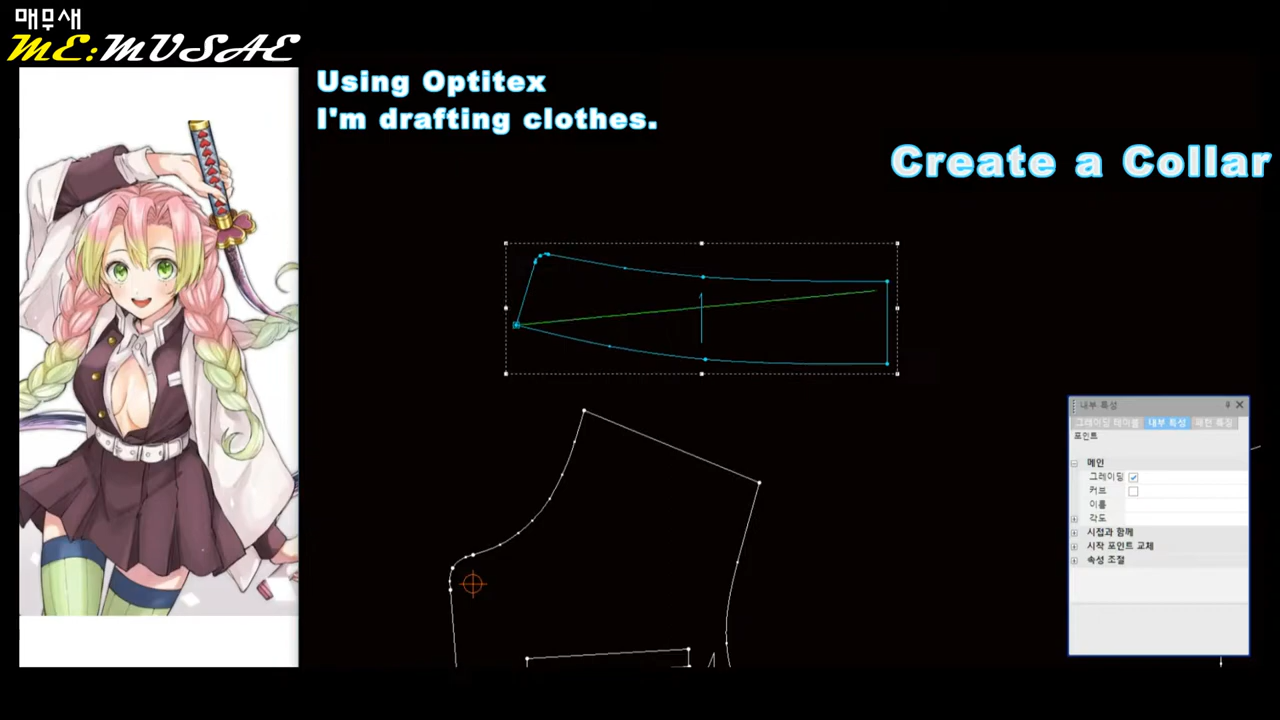 매무새
ME:MUSAE
Using Optitex
I'm drafting clothes.
Create a Collar
내부 특성
그레이딩 테이블 내부 특성 패턴 특징
포인트
메인
그레이딩
커브
이름
각도
시접과 함께
시작 포인트 교체
속성 조절